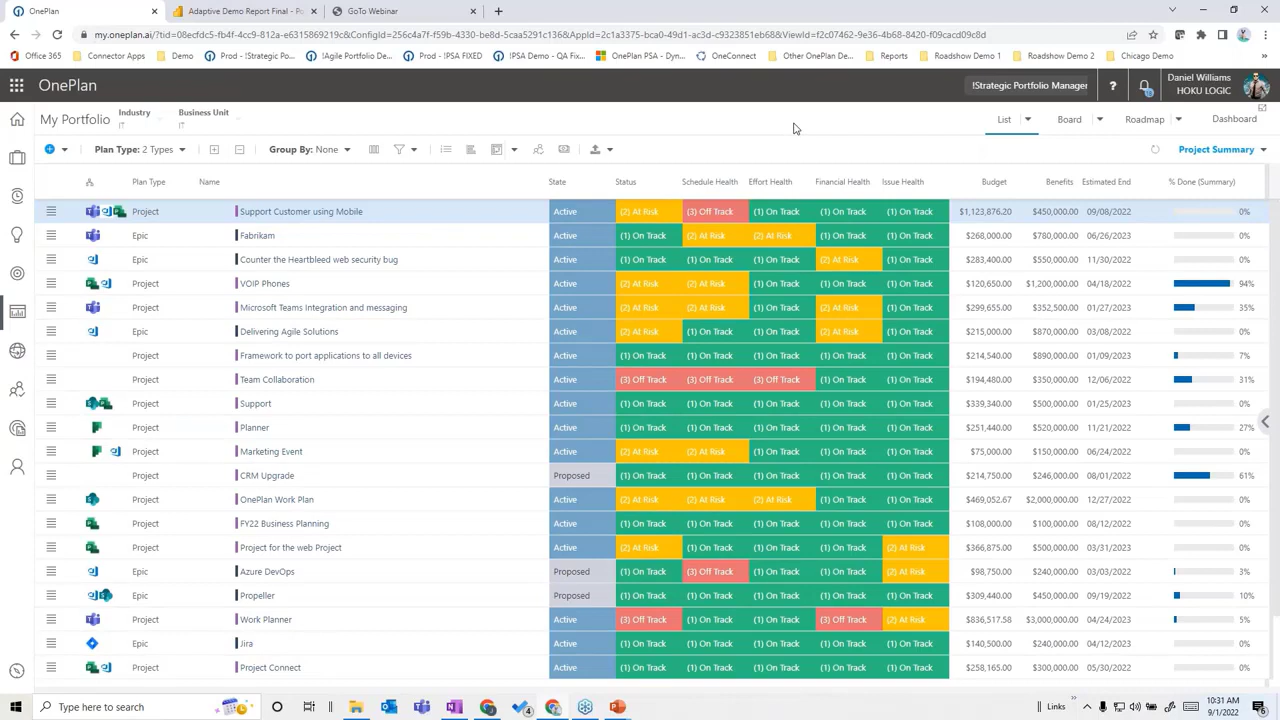 OnePlan
Adaptive Demo Report Final - Po
GoTo Webinar
my.oneplan.ai/?tid=08ecfdc5-fc4d-49c9-812a-e6315869219c&ConfigId=256c4a7f-53dd-429d-bd8d-5caa5291c136&AppId=2c1a3375-bca0-49d1-ac3d-c9323851eb68&ViewId=f2c07462-9e36-4b68-8420-f09cacd09c8d
Office 365 Connector Apps Demo Prod - !Strategic Po... !Agile Portfolio De... Prod - !PSA FIXED !PSA Demo - QA Fix... OnePlan PSA - Dyn... OneConnect Other OnePlan De... Reports Roadshow Demo 1 Roadshow Demo 2 Chicago Demo
OnePlan !Strategic Portfolio Manager ? Daniel Williams
HOKU LOGIC
My Portfolio Industry Business Unit List Board Roadmap Dashboard
IT IT
Plan Type: 2 Types Group By: None Project Summary
Plan Type Name State Status Schedule Health Effort Health Financial Health Issue Health Budget Benefits Estimated End % Done (Summary)
Project Support Customer using Mobile Active (2) At Risk (3) Off Track (1) On Track (1) On Track (1) On Track $1,123,876.20 $450,000.00 09/08/2022 0%
Epic Fabrikam Active (1) On Track (2) At Risk (2) At Risk (1) On Track (1) On Track $268,000.00 $780,000.00 06/26/2023 0%
Epic Counter the Heartbleed web security bug Active (1) On Track (1) On Track (1) On Track (2) At Risk (1) On Track $283,400.00 $550,000.00 11/30/2022 0%
Project VOIP Phones Active (2) At Risk (2) At Risk (1) On Track (1) On Track (1) On Track $120,650.00 $1,200,000.00 04/18/2022 94%
Project Microsoft Teams Integration and messaging Active (2) At Risk (2) At Risk (1) On Track (1) On Track (1) On Track $299,655.00 $352,500.00 01/27/2023 35%
Epic Delivering Agile Solutions Active (2) At Risk (1) On Track (1) On Track (2) At Risk (1) On Track $215,000.00 $870,000.00 03/08/2022 0%
Project Framework to port applications to all devices Active (1) On Track (1) On Track (1) On Track (1) On Track (1) On Track $214,540.00 $890,000.00 01/09/2023 7%
Project Team Collaboration Active (3) Off Track (3) Off Track (3) Off Track (1) On Track (1) On Track $194,480.00 $350,000.00 12/06/2022 31%
Project Support Active (1) On Track (1) On Track (1) On Track (1) On Track (1) On Track $339,340.00 $500,000.00 01/25/2023 0%
Project Planner Active (1) On Track (1) On Track (1) On Track (1) On Track (1) On Track $251,440.00 $520,000.00 11/21/2022 27%
Project Marketing Event Active (2) At Risk (2) At Risk (1) On Track (1) On Track (1) On Track $75,000.00 $150,000.00 06/24/2022 0%
Project CRM Upgrade Proposed (1) On Track (1) On Track (1) On Track (1) On Track (1) On Track $214,750.00 $246,000.00 08/01/2022 61%
Project OnePlan Work Plan Active (2) At Risk (2) At Risk (2) At Risk (1) On Track (1) On Track $469,052.67 $2,000,000.00 12/27/2022 0%
Project FY22 Business Planning Active (1) On Track (1) On Track (1) On Track (1) On Track (1) On Track $108,000.00 $100,000.00 08/12/2022 0%
Project Project for the web Project Active (2) At Risk (1) On Track (1) On Track (1) On Track (2) At Risk $366,875.00 $500,000.00 03/31/2023 0%
Epic Azure DevOps Proposed (1) On Track (3) Off Track (1) On Track (1) On Track (2) At Risk $98,750.00 $240,000.00 03/03/2022 3%
Epic Propeller Proposed (1) On Track (1) On Track (1) On Track (1) On Track (1) On Track $309,440.00 $450,000.00 09/19/2022 10%
Project Work Planner Active (3) Off Track (1) On Track (1) On Track (3) Off Track (2) At Risk $836,517.58 $3,000,000.00 04/24/2023 5%
Epic Jira Active (1) On Track (1) On Track (1) On Track (1) On Track (1) On Track $140,500.00 $240,000.00 04/12/2023 0%
Project Project Connect Active (1) On Track (1) On Track (1) On Track (1) On Track (1) On Track $258,165.00 $300,000.00 05/30/2022 0%
Type here to search Links 10:31 AM
9/1/2022